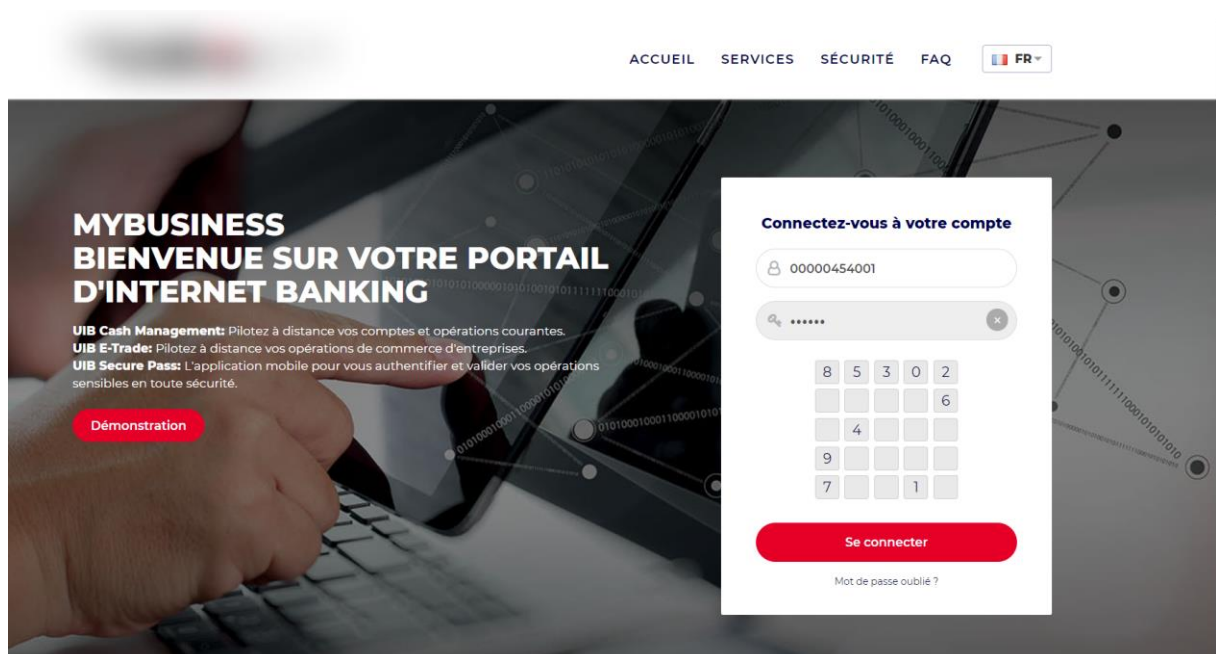 ACCUEIL SERVICES SÉCURITÉ FAQ FR
MYBUSINESS
BIENVENUE SUR VOTRE PORTAIL
D'INTERNET BANKING
UIB Cash Management: Pilotez à distance vos comptes et opérations courantes.
UIB E-Trade: Pilotez à distance vos opérations de commerce d'entreprises.
UIB Secure Pass: L'application mobile pour vous authentifier et valider vos opérations
sensibles en toute sécurité.
Démonstration
Connectez-vous à votre compte
00000454001
••••••
8 5 3 0 2
6
4
9
7 1
Se connecter
Mot de passe oublié ?